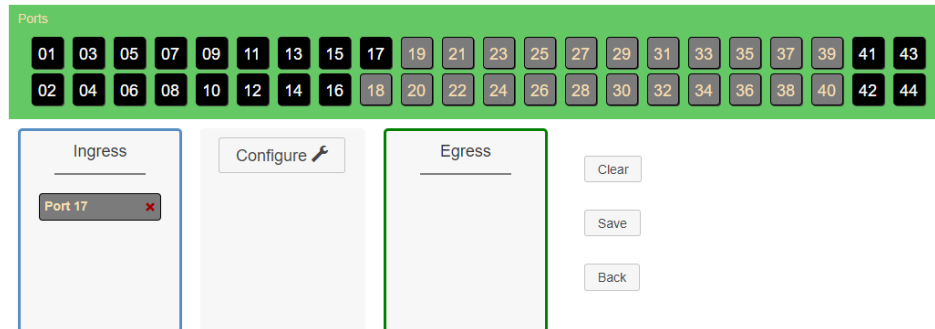 Ports
01 03 05 07 09 11 13 15 17 19 21 23 25 27 29 31 33 35 37 39 41 43
02 04 06 08 10 12 14 16 18 20 22 24 26 28 30 32 34 36 38 40 42 44
Ingress
Port 17
Configure
Egress
Clear
Save
Back